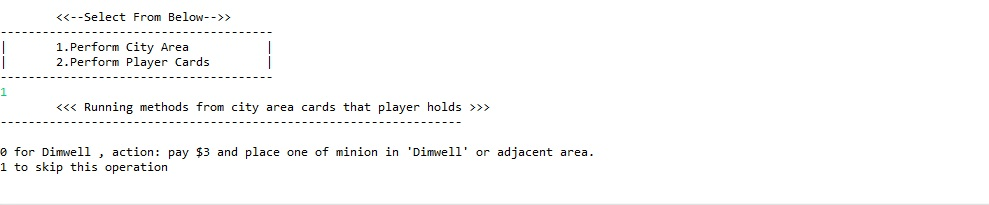 <<--Select From Below-->>
---------------------------------------
| 1.Perform City Area |
| 2.Perform Player Cards |
---------------------------------------
1
<<< Running methods from city area cards that player holds >>>
------------------------------------------------------------------
0 for Dimwell , action: pay $3 and place one of minion in 'Dimwell' or adjacent area.
1 to skip this operation